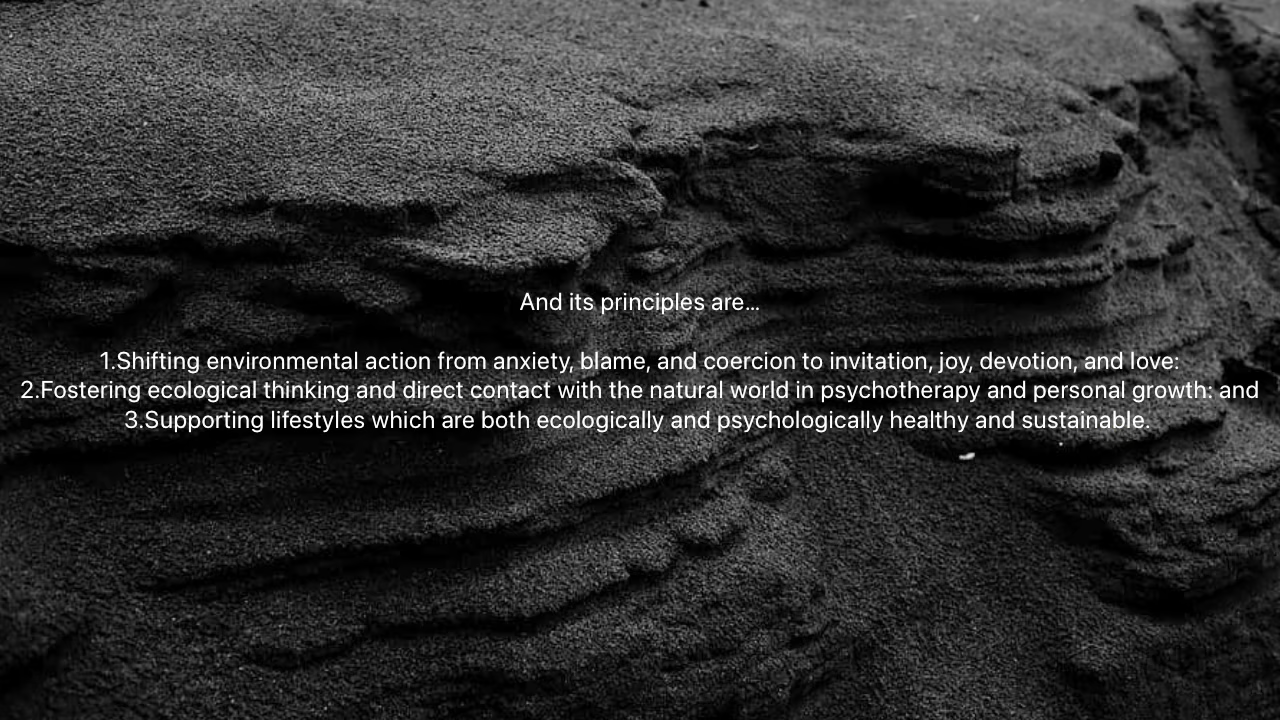 And its principles are...
1.Shifting environmental action from anxiety, blame, and coercion to invitation, joy, devotion, and love:
2.Fostering ecological thinking and direct contact with the natural world in psychotherapy and personal growth: and
3.Supporting lifestyles which are both ecologically and psychologically healthy and sustainable.